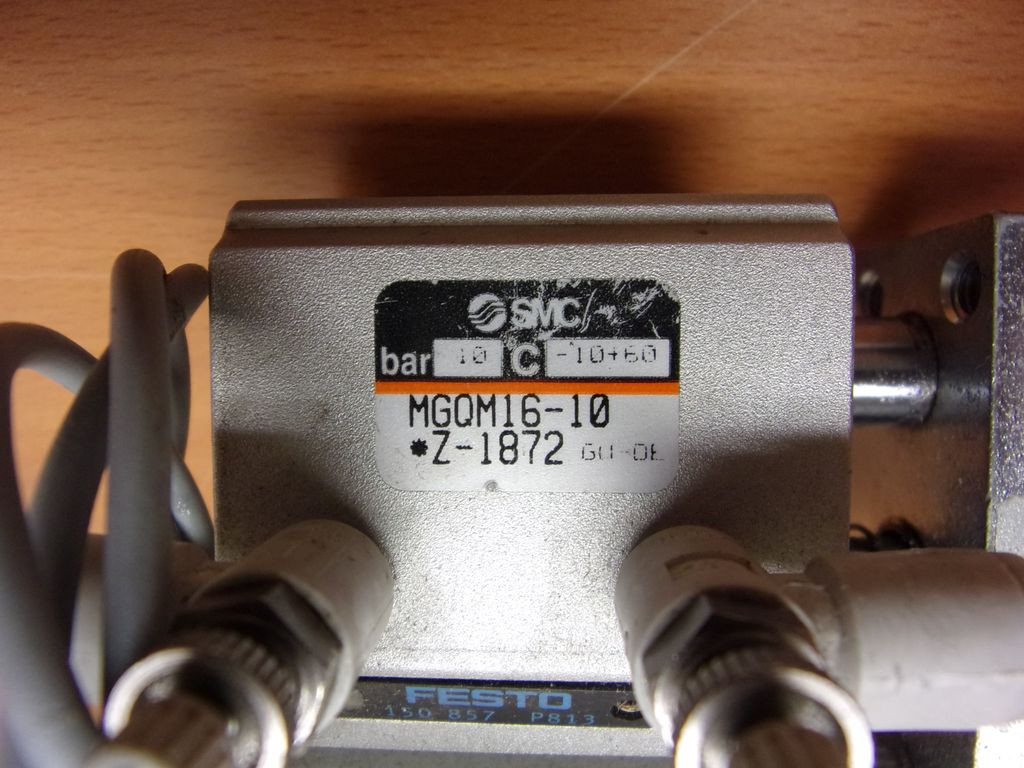 SMC
bar 10 C -10+60
MGQM16-10
*Z-1872
FESTO
150 857 P813